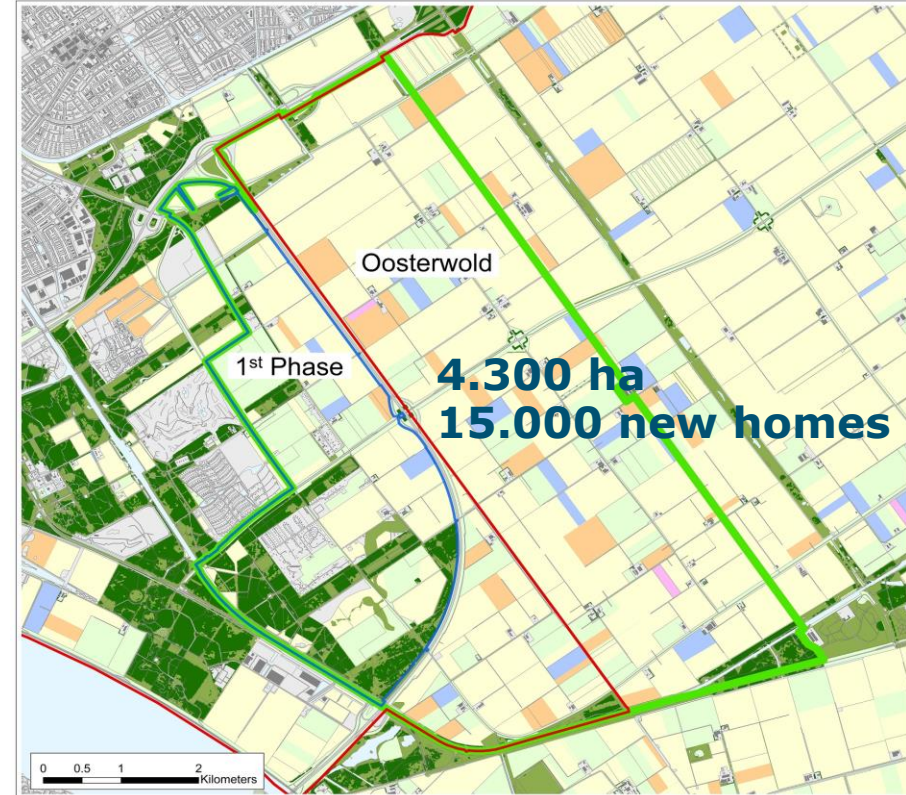 Oosterwold
1st Phase
4.300 ha
15.000 new homes
0 0.5 1 2
Kilometers